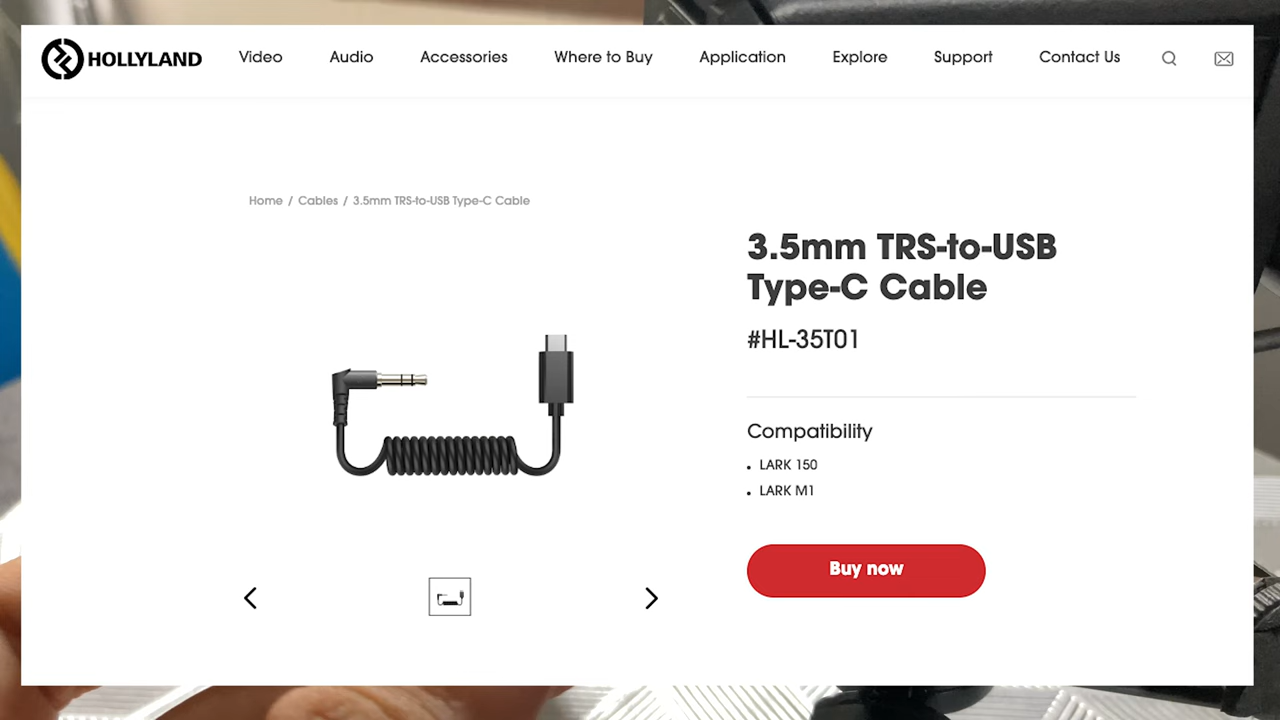 HOLLYLAND
Video
Audio
Accessories
Where to Buy
Application
Explore
Support
Contact Us
Home / Cables / 3.5mm TRS-to-USB Type-C Cable
3.5mm TRS-to-USB
Type-C Cable
#HL-35T01
Compatibility
• LARK 150
• LARK M1
Buy now